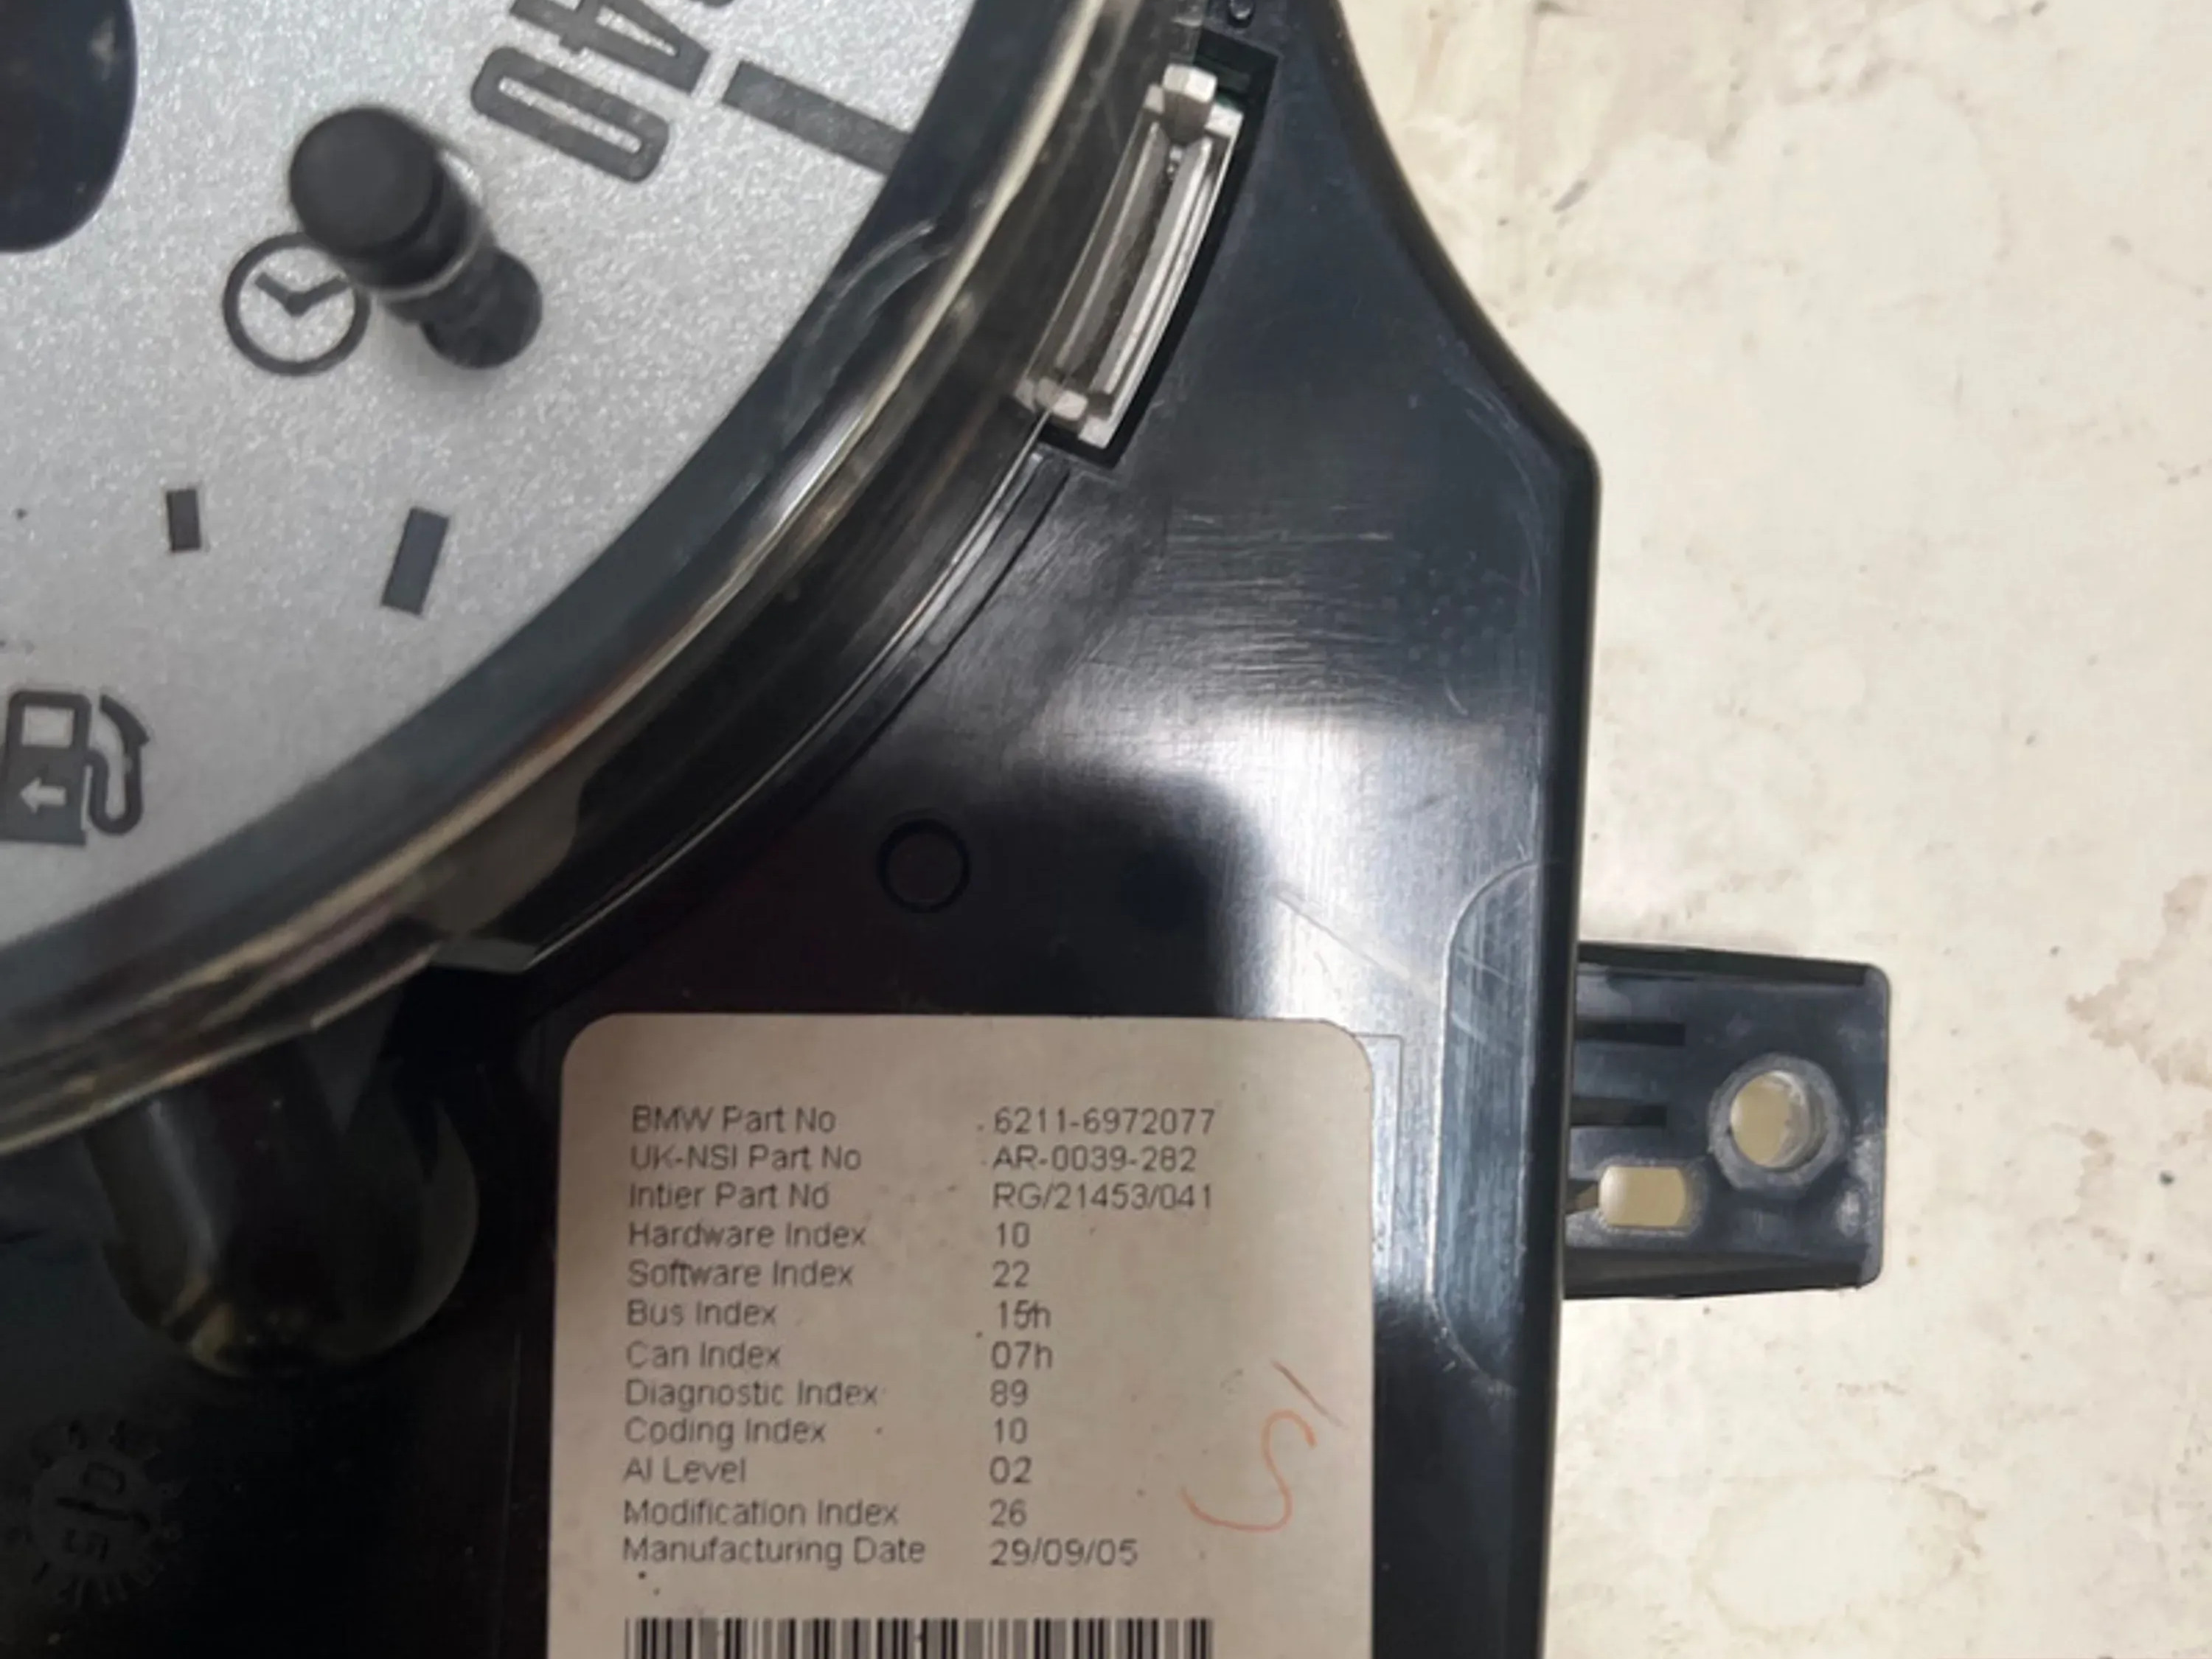 40
BMW Part No 6211-6972077
UK-NSI Part No AR-0039-282
Intier Part No RG/21453/041
Hardware Index 10
Software Index 22
Bus Index 15h
Can Index 07h
Diagnostic Index 89
Coding Index 10
AI Level 02
Modification Index 26
Manufacturing Date 29/09/05